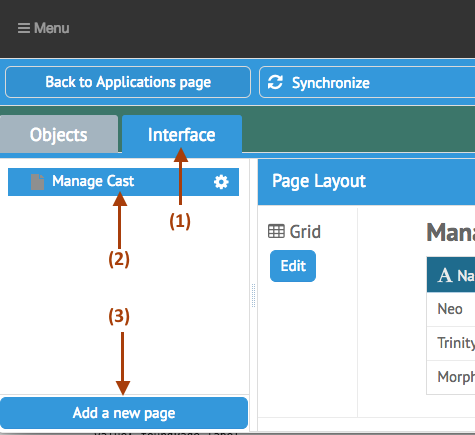 Menu
Back to Applications page
Synchronize
Objects
Interface
Manage Cast
Page Layout
(1)
Grid
Mana
(2)
Edit
A Na
Neo
(3)
Trinity
Morph
Add a new page